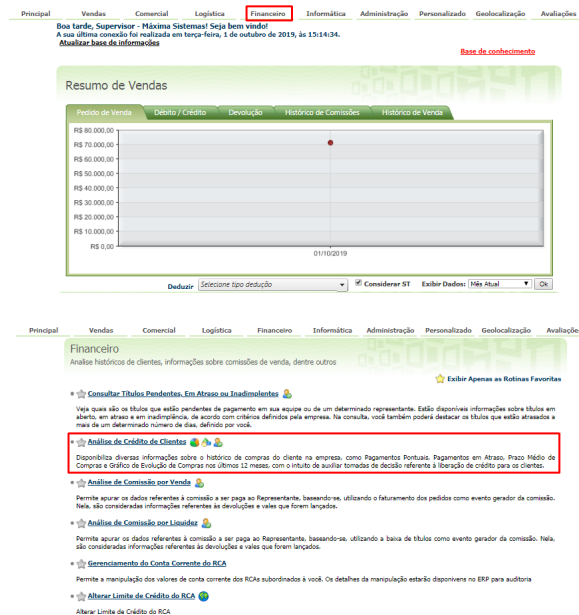 Principal Vendas Comercial Logística Financeiro Informática Administração Personalizado Geolocalização Avaliações
Boa tarde, Supervisor - Máxima Sistemas! Seja bem vindo!
A sua última conexão foi realizada em terça-feira, 1 de outubro de 2019, às 15:14:34.
Atualizar base de informações
Base de conhecimento
Resumo de Vendas
Pedido de Venda Débito / Crédito Devolução Histórico de Comissões Histórico de Venda
R$ 80.000,00
R$ 70.000,00
R$ 60.000,00
R$ 50.000,00
R$ 40.000,00
R$ 30.000,00
R$ 20.000,00
R$ 10.000,00
R$ 0,00
01/10/2019
Deduzir Selecione tipo dedução Considerar ST Exibir Dados: Mês Atual Ok
Principal Vendas Comercial Logística Financeiro Informática Administração Personalizado Geolocalização Avaliaçõe
Financeiro
Analise históricos de clientes, informações sobre comissões de venda, dentre outros
Exibir Apenas as Rotinas Favoritas
Consultar Títulos Pendentes, Em Atraso ou Inadimplentes
Veja quais são os títulos que estão pendentes de pagamento em sua equipe ou de um determinado representante. Estão disponíveis informações sobre títulos em
aberto, em atraso e em inadimplência, de acordo com critérios definidos pela empresa. Na consulta, você também poderá destacar os títulos que estão atrasados a
mais de um determinado número de dias, definido por você.
Análise de Crédito de Clientes
Disponibiliza diversas informações sobre o histórico de compras do cliente na empresa, como Pagamentos Pontuais, Pagamentos em Atraso, Prazo Médio de
Compras e Gráfico de Evolução de Compras nos últimos 12 meses, com o intuito de auxiliar tomadas de decisão referente à liberação de crédito para os clientes.
Análise de Comissão por Venda
Permite apurar os dados referentes à comissão a ser paga ao Representante, baseando-se, utilizando o faturamento dos pedidos como evento gerador da comissão.
Nela, são consideradas informações referentes às devoluções e vales que forem lançados.
Análise de Comissão por Liquidez
Permite apurar os dados referentes à comissão a ser paga ao Representante, baseando-se, utilizando a baixa de títulos como evento gerador da comissão. Nela,
são consideradas informações referentes às devoluções e vales que forem lançados.
Gerenciamento do Conta Corrente do RCA
Permite a manipulação dos valores de conta corrente dos RCAs subordinados à você. Os detalhes da manipulação estarão disponivens no ERP para auditoria
Alterar Limite de Crédito do RCA
Alterar Limite de Crédito do RCA